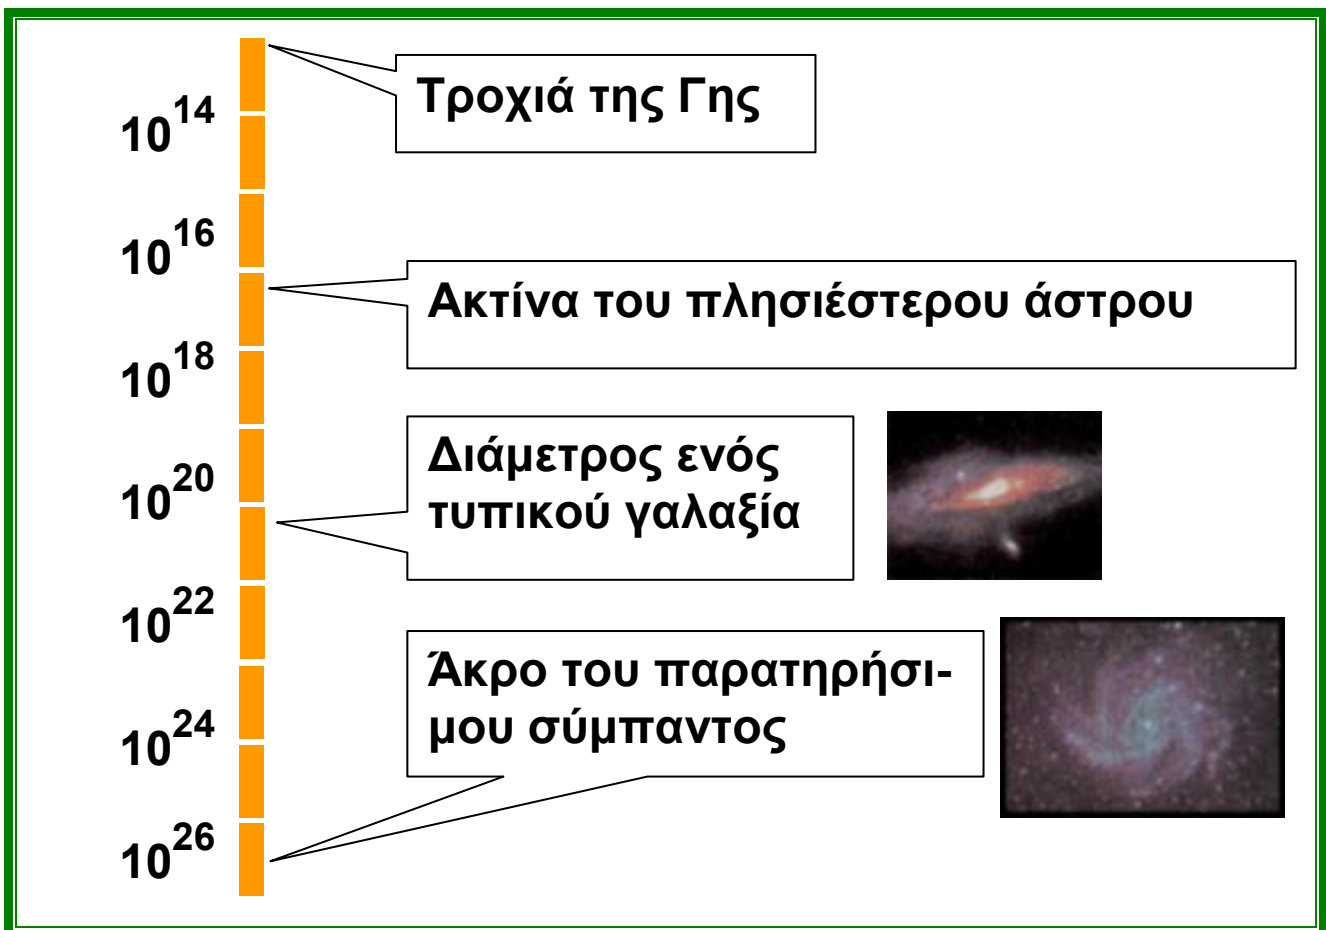 Τροχιά της Γης
10^14
10^16
Ακτίνα του πλησιέστερου άστρου
10^18
Διάμετρος ενός
τυπικού γαλαξία
10^20
10^22
Άκρο του παρατηρήσι-
μου σύμπαντος
10^24
10^26